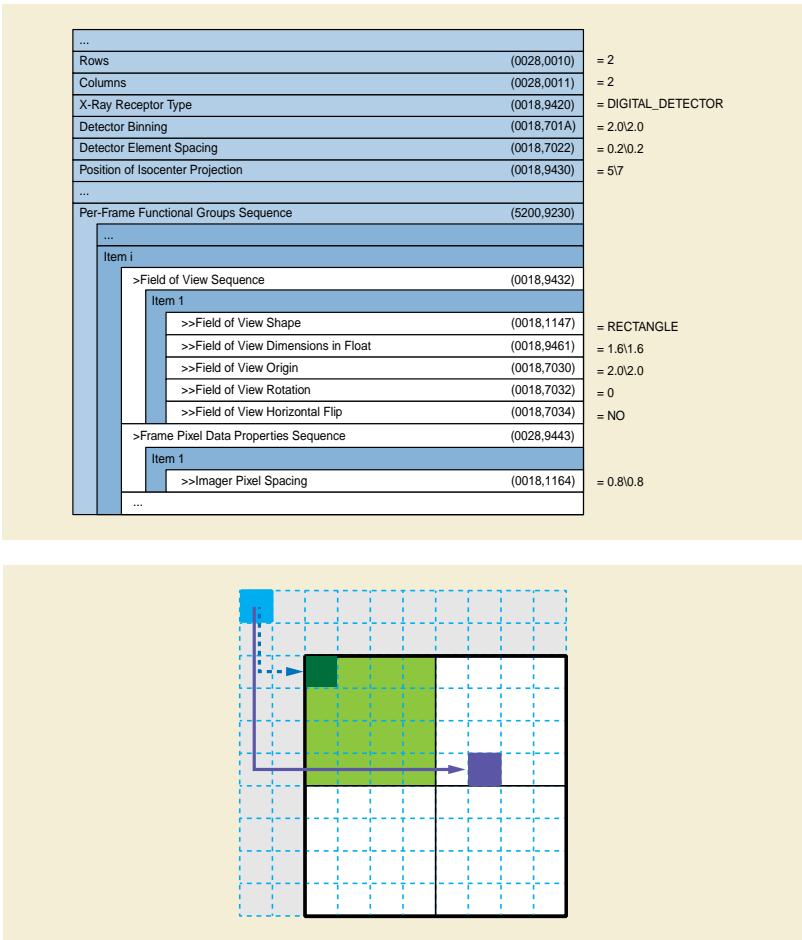 ...
Rows (0028,0010) = 2
Columns (0028,0011) = 2
X-Ray Receptor Type (0018,9420) = DIGITAL_DETECTOR
Detector Binning (0018,701A) = 2.0\2.0
Detector Element Spacing (0018,7022) = 0.2\0.2
Position of Isocenter Projection (0018,9430) = 5\7
...
Per-Frame Functional Groups Sequence (5200,9230)
...
Item i
>Field of View Sequence (0018,9432)
Item 1
>>Field of View Shape (0018,1147) = RECTANGLE
>>Field of View Dimensions in Float (0018,9461) = 1.6\1.6
>>Field of View Origin (0018,7030) = 2.0\2.0
>>Field of View Rotation (0018,7032) = 0
>>Field of View Horizontal Flip (0018,7034) = NO
>Frame Pixel Data Properties Sequence (0028,9443)
Item 1
>>Imager Pixel Spacing (0018,1164) = 0.8\0.8
...